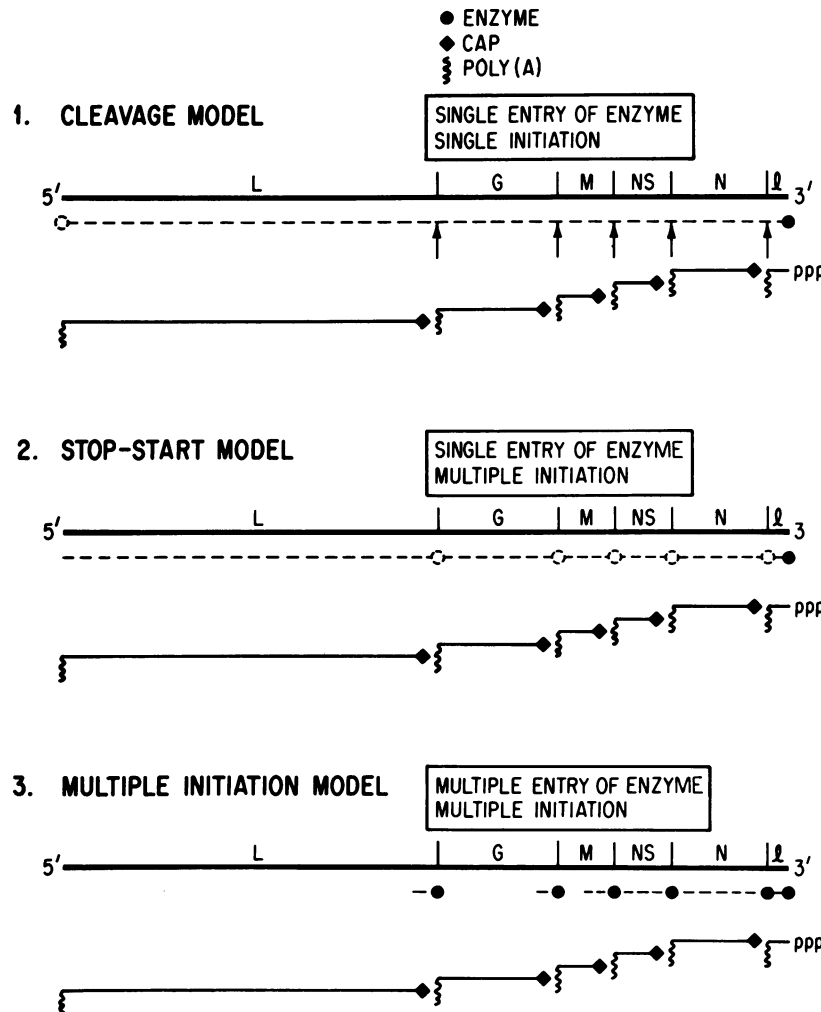 ENZYME
CAP
POLY(A)
1. CLEAVAGE MODEL
SINGLE ENTRY OF ENZYME
SINGLE INITIATION
5' L G M NS N ℓ 3'
ppp
2. STOP-START MODEL
SINGLE ENTRY OF ENZYME
MULTIPLE INITIATION
5' L G M NS N ℓ 3
ppp
3. MULTIPLE INITIATION MODEL
MULTIPLE ENTRY OF ENZYME
MULTIPLE INITIATION
5' L G M NS N ℓ 3'
ppp